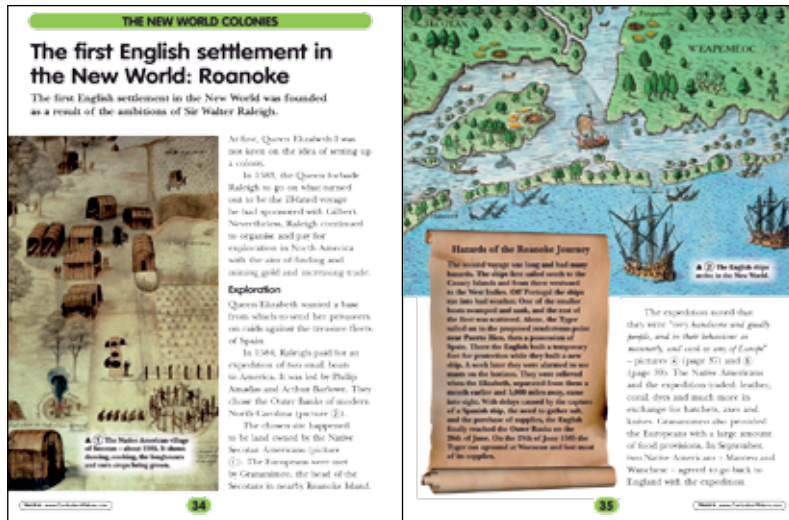 THE NEW WORLD COLONIES
The first English settlement in
the New World: Roanoke
The first English settlement in the New World was founded
as a result of the ambitions of Sir Walter Raleigh.
At first, Queen Elizabeth I was
not keen on the idea of setting up
a colony.
In 1583, the Queen forbade
Raleigh to go on what turned
out to be the ill-fated voyage
he had sponsored with Gilbert.
Nevertheless, Raleigh continued
to organise and pay for
exploration in North America
with the aim of finding and
mining gold and increasing trade.
Exploration
Queen Elizabeth wanted a base
from which to send her privateers
on raids against the treasure fleets
of Spain.
In 1584, Raleigh paid for an
expedition of two small boats
to America. It was led by Philip
Amadas and Arthur Barlowe. They
chose the Outer Banks of modern
North Carolina (picture 2).
The chosen site happened
to be land owned by the Native
Secotan Americans (picture
1). The Europeans were met
by Granganimeo, the head of the
Secotans in nearby Roanoke Island.
▲ 1 The Native American village
of Secotan – about 1585. It shows
dancing, cooking, the longhouses
and corn crops being grown.
34
SECOTAN
WEAPEMEOC
▲ 2 The English ships
arrive in the New World.
Hazards of the Roanoke Journey
The second voyage was long and had many
hazards. The ships first sailed south to the
Canary Islands and from there westward
to the West Indies. Off Portugal the ships
ran into bad weather. One of the smaller
boats swamped and sank, and the rest of
the fleet was scattered. Alone, the Tiger
sailed on to the proposed rendezvous point
near Puerto Rico, then a possession of
Spain. There the English built a temporary
fort for protection while they built a new
ship. A week later they were alarmed to see
masts on the horizon. They were relieved
when the Elizabeth, separated from them a
month earlier and 3,000 miles away, came
into sight. With delays caused by the capture
of a Spanish ship, the need to gather salt,
and the purchase of supplies, the English
finally reached the Outer Banks on the
26th of June. On the 29th of June 1585 the
Tiger ran aground at Wococon and lost most
of its supplies.
The expedition noted that
they were "very handsome and goodly
people, and in their behaviour as
mannerly, and civil as any of Europe"
– pictures 4 (page 37) and 5
(page 39). The Native Americans
and the expedition traded: leather,
coral, dyes and much more in
exchange for hatchets, axes and
knives. Granganimeo also provided
the Europeans with a large amount
of food provisions. In September,
two Native Americans – Manteo and
Wanchese – agreed to go back to
England with the expedition.
35